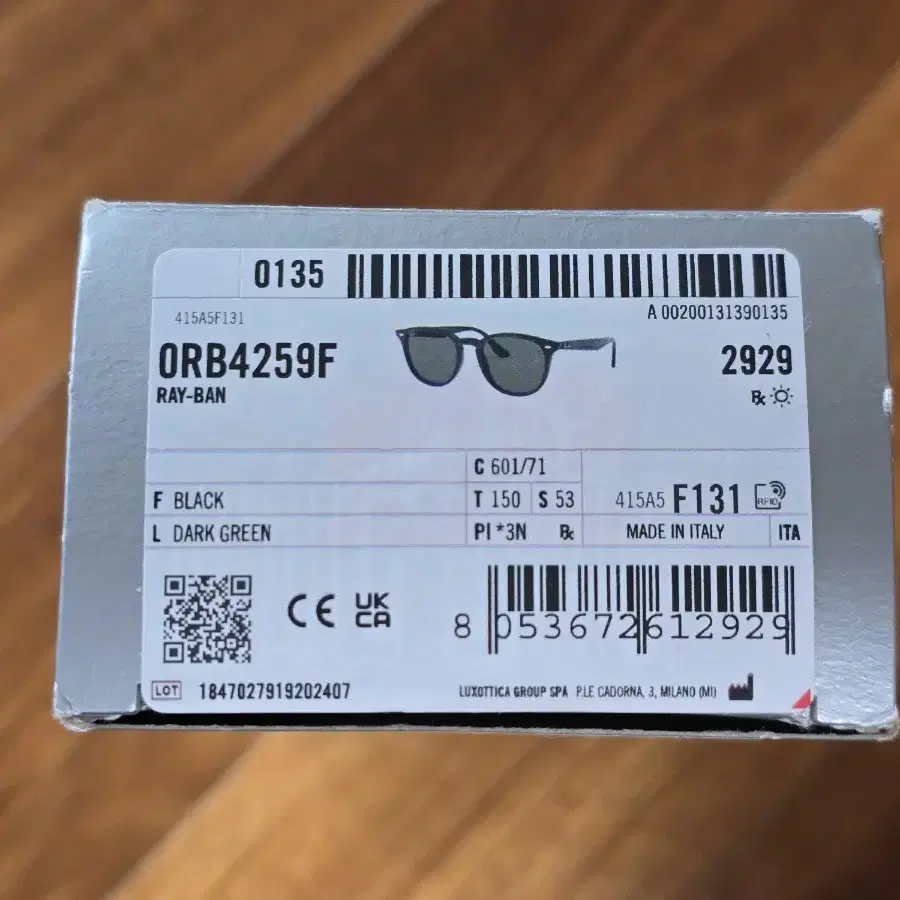 0135
A 00200131390135
415A5F131
0RB4259F
2929
RAY-BAN
C 601/71
F BLACK
T 150 S 53
415A5 F131
RFID
L DARK GREEN
PI *3N
MADE IN ITALY
ITA
CE
UK
CA
8 053672 612929
LOT 1847027919202407
LUXOTTICA GROUP SPA P.LE CADORNA, 3, MILANO (MI)